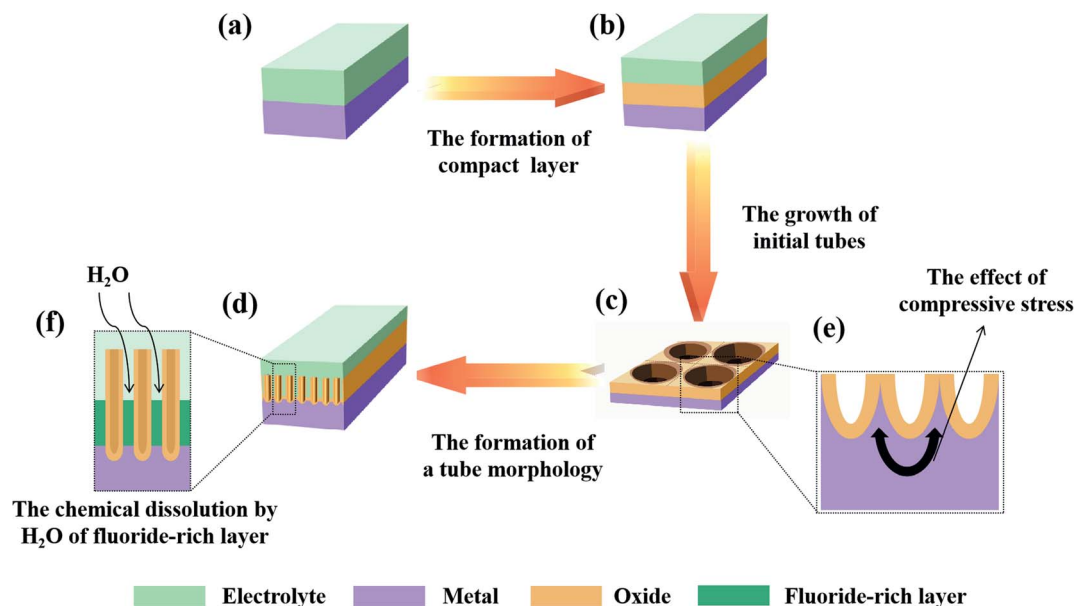 (a)
(b)
The formation of
compact layer
The growth of
initial tubes
The effect of
compressive stress
H₂O
(f)
(d)
(c)
(e)
The formation of
a tube morphology
The chemical dissolution by
H₂O of fluoride-rich layer
Electrolyte
Metal
Oxide
Fluoride-rich layer